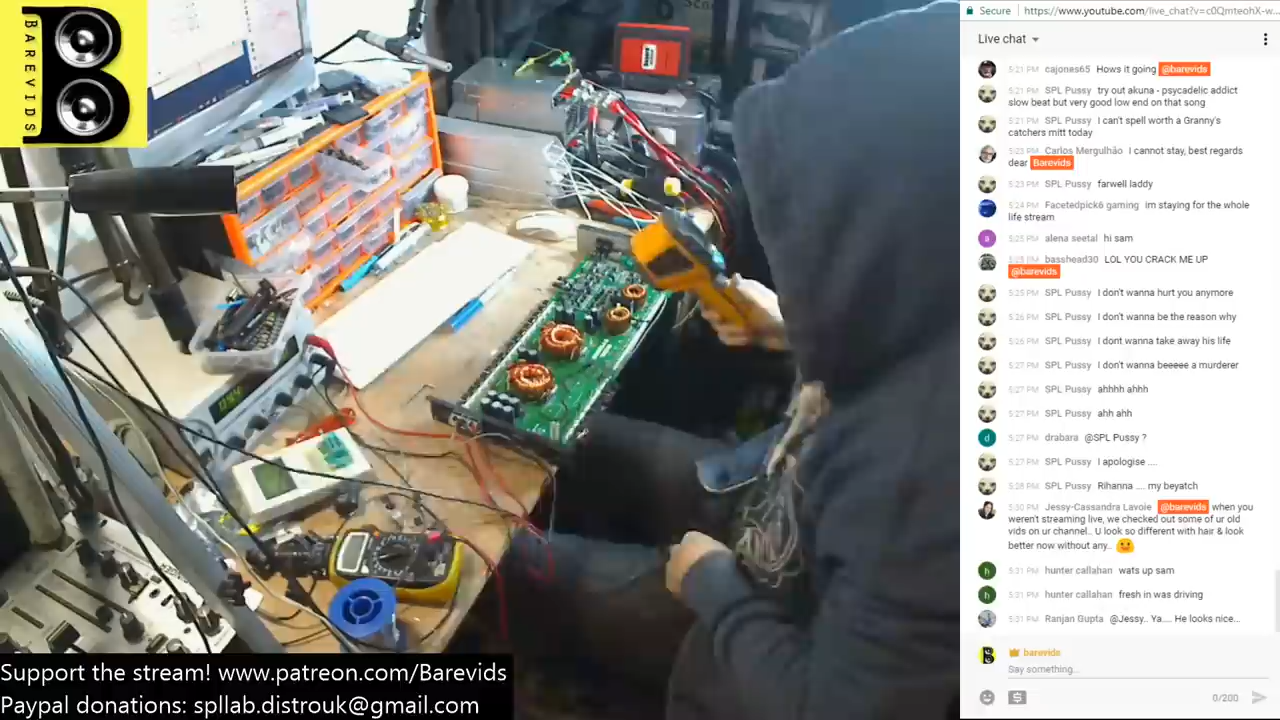 BAREVIDS
Secure
https://www.youtube.com/live_chat?v=c0QmteohX-w...
Live chat
5:21 PM cajones65 Hows it going @barevids
5:21 PM SPL Pussy try out akuna - psycadelic addict
slow beat but very good low end on that song
5:21 PM SPL Pussy I can't spell worth a Granny's
catchers mitt today
5:23 PM Carlos Mergulhão I cannot stay, best regards
dear Barevids
5:23 PM SPL Pussy farwell laddy
5:24 PM Facetedpick6 gaming im staying for the whole
life stream
5:25 PM alena seetal hi sam
5:25 PM basshead30 LOL YOU CRACK ME UP
@barevids
5:25 PM SPL Pussy I don't wanna hurt you anymore
5:26 PM SPL Pussy I don't wanna be the reason why
5:26 PM SPL Pussy I dont wanna take away his life
5:27 PM SPL Pussy I don't wanna beeeee a murderer
5:27 PM SPL Pussy ahhhh ahhh
5:27 PM SPL Pussy ahh ahh
5:27 PM drabara @SPL Pussy ?
5:27 PM SPL Pussy I apologise ....
5:28 PM SPL Pussy Rihanna .... my beyatch
5:30 PM Jessy-Cassandra Lavoie @barevids when you
weren't streaming live, we checked out some of ur old
vids on ur channel.. U look so different with hair & look
better now without any..
5:31 PM hunter callahan wats up sam
5:31 PM hunter callahan fresh in was driving
5:31 PM Ranjan Gupta @Jessy.. Ya.... He looks nice...
barevids
Say something...
0/200
Support the stream! www.patreon.com/Barevids
Paypal donations: spllab.distreuk@gmail.com